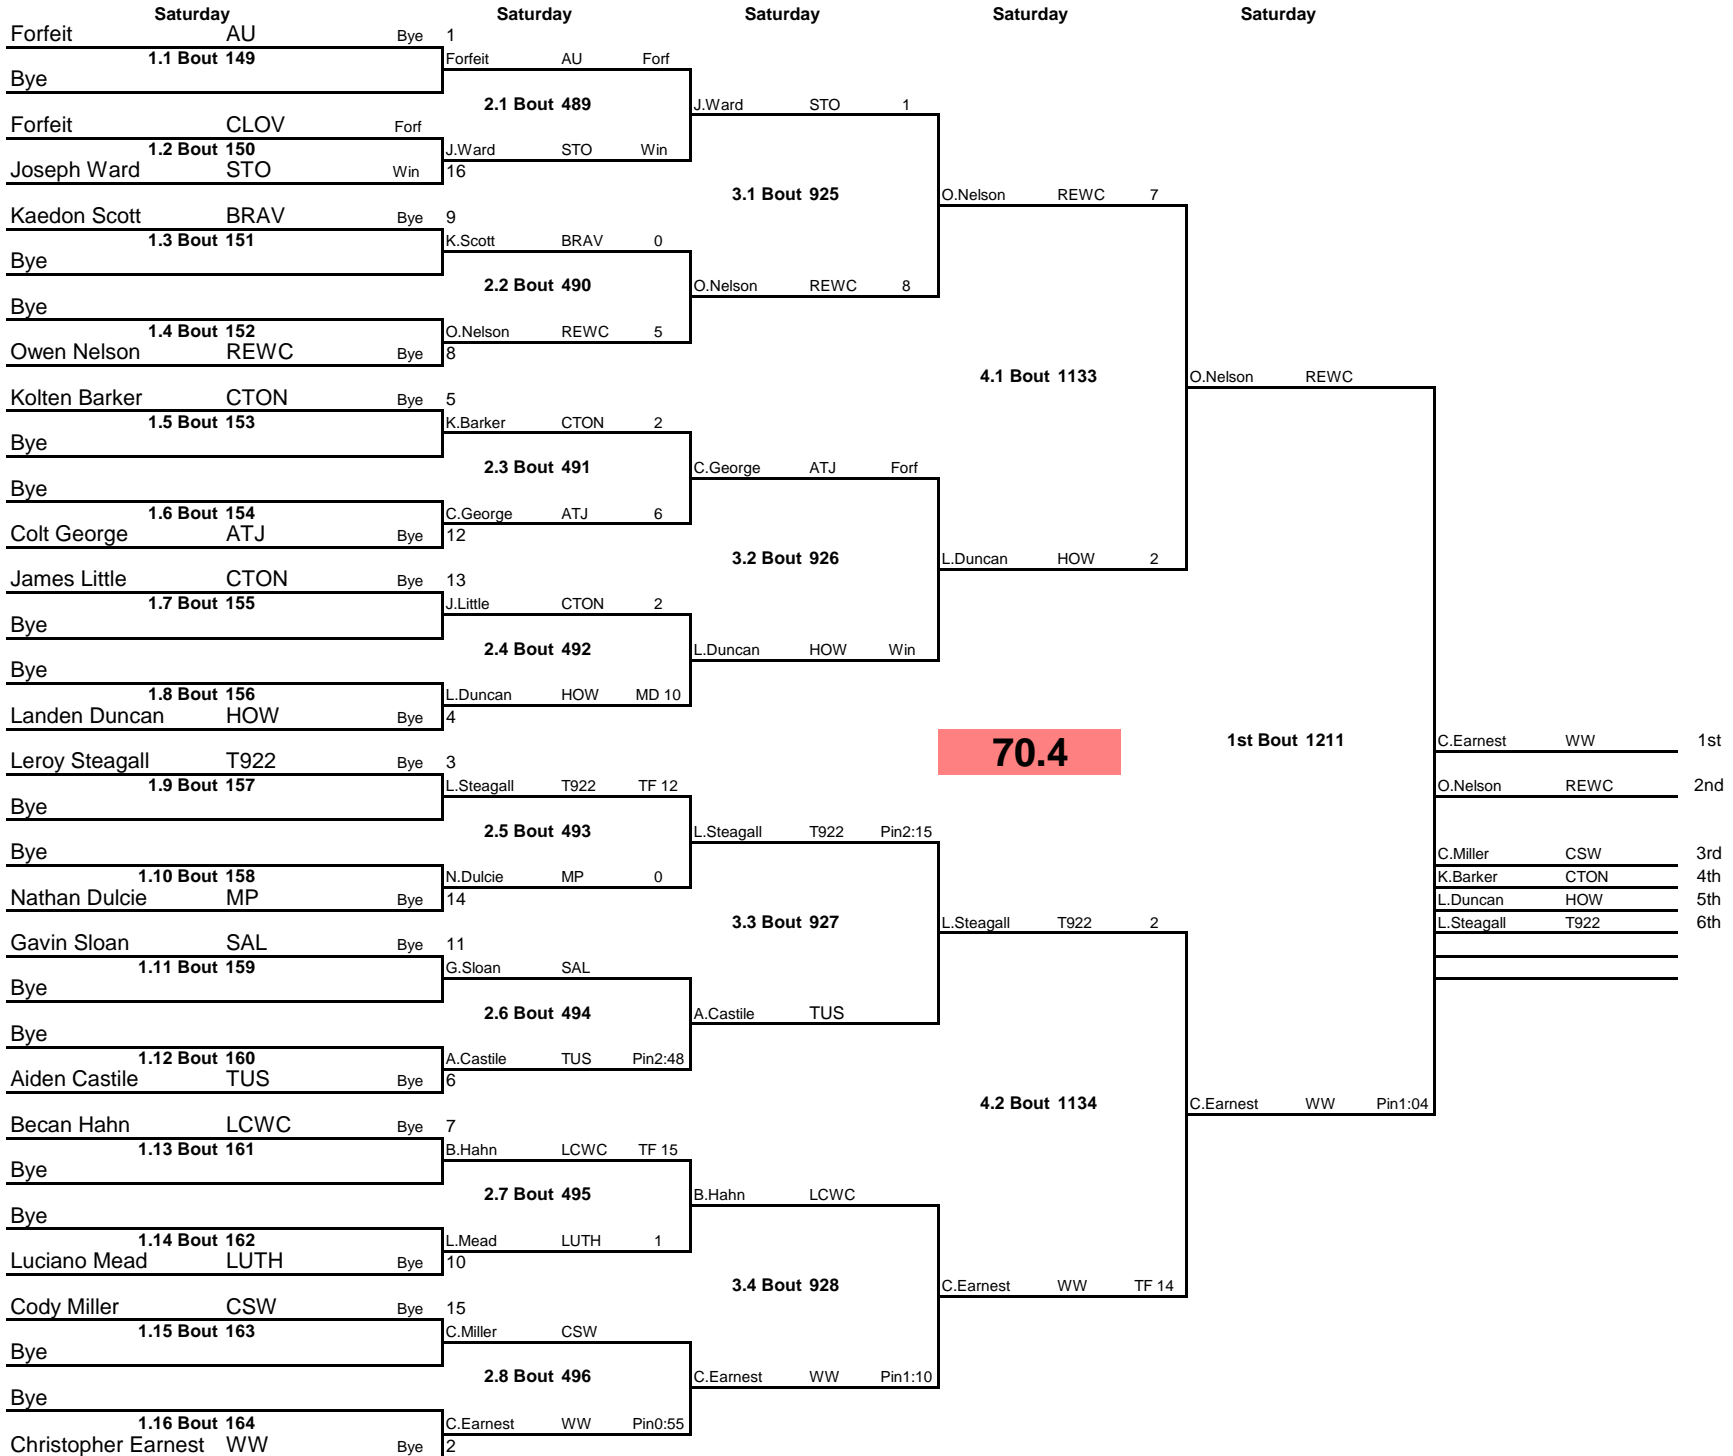 Saturday Saturday Saturday Saturday Saturday
Forfeit AU Bye 1
1.1 Bout 149 Forfeit AU Forf
Bye
2.1 Bout 489 J.Ward STO 1
Forfeit CLOV Forf
1.2 Bout 150 J.Ward STO Win
Joseph Ward STO Win 16
3.1 Bout 925 O.Nelson REWC 7
Kaedon Scott BRAV Bye 9
1.3 Bout 151 K.Scott BRAV 0
Bye
2.2 Bout 490 O.Nelson REWC 8
Bye
1.4 Bout 152 O.Nelson REWC 5
Owen Nelson REWC Bye 8
4.1 Bout 1133 O.Nelson REWC
Kolten Barker CTON Bye 5
1.5 Bout 153 K.Barker CTON 2
Bye
2.3 Bout 491 C.George ATJ Forf
Bye
1.6 Bout 154 C.George ATJ 6
Colt George ATJ Bye 12
3.2 Bout 926 L.Duncan HOW 2
James Little CTON Bye 13
1.7 Bout 155 J.Little CTON 2
Bye
2.4 Bout 492 L.Duncan HOW Win
Bye
1.8 Bout 156 L.Duncan HOW MD 10
Landen Duncan HOW Bye 4
70.4 1st Bout 1211 C.Earnest WW 1st
Leroy Steagall T922 Bye 3
1.9 Bout 157 L.Steagall T922 TF 12 O.Nelson REWC 2nd
Bye
2.5 Bout 493 L.Steagall T922 Pin2:15
Bye C.Miller CSW 3rd
1.10 Bout 158 N.Dulcie MP 0 K.Barker CTON 4th
Nathan Dulcie MP Bye 14 L.Duncan HOW 5th
3.3 Bout 927 L.Steagall T922 2 L.Steagall T922 6th
Gavin Sloan SAL Bye 11
1.11 Bout 159 G.Sloan SAL
Bye
2.6 Bout 494 A.Castile TUS
Bye
1.12 Bout 160 A.Castile TUS Pin2:48
Aiden Castile TUS Bye 6
4.2 Bout 1134 C.Earnest WW Pin1:04
Becan Hahn LCWC Bye 7
1.13 Bout 161 B.Hahn LCWC TF 15
Bye
2.7 Bout 495 B.Hahn LCWC
Bye
1.14 Bout 162 L.Mead LUTH 1
Luciano Mead LUTH Bye 10
3.4 Bout 928 C.Earnest WW TF 14
Cody Miller CSW Bye 15
1.15 Bout 163 C.Miller CSW
Bye
2.8 Bout 496 C.Earnest WW Pin1:10
Bye
1.16 Bout 164 C.Earnest WW Pin0:55
Christopher Earnest WW Bye 2